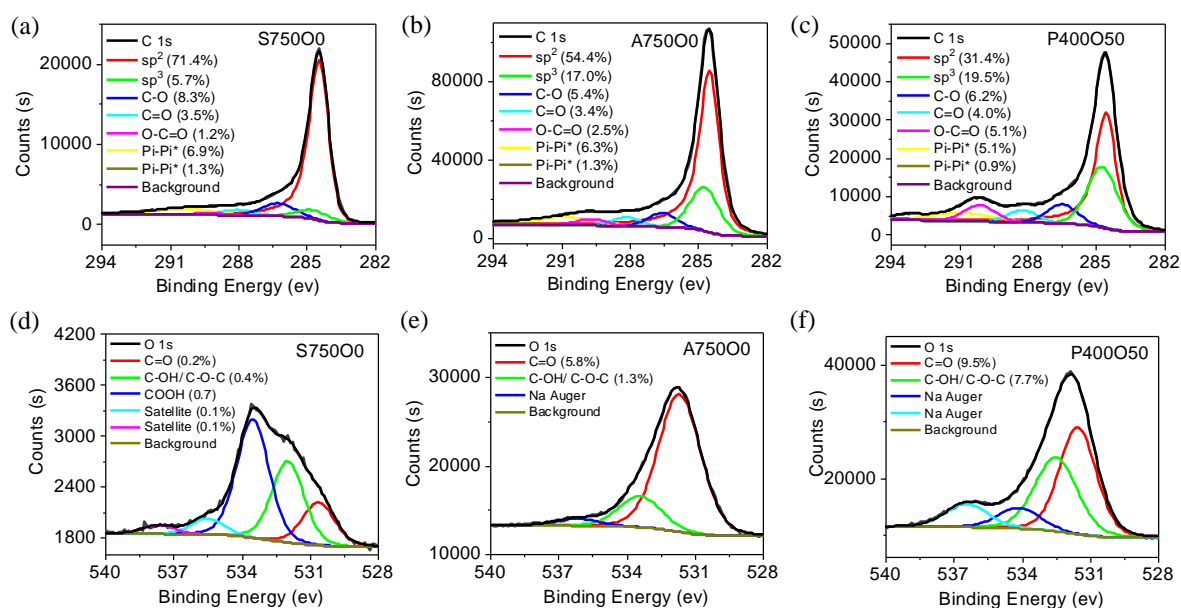 (a)
S750O0
C 1s
sp² (71.4%)
sp³ (5.7%)
C-O (8.3%)
C=O (3.5%)
O-C=O (1.2%)
Pi-Pi* (6.9%)
Pi-Pi* (1.3%)
Background
Counts (s)
20000
10000
0
294 291 288 285 282
Binding Energy (ev)
(b)
A750O0
C 1s
sp² (54.4%)
sp³ (17.0%)
C-O (5.4%)
C=O (3.4%)
O-C=O (2.5%)
Pi-Pi* (6.3%)
Pi-Pi* (1.3%)
Background
Counts (s)
80000
40000
0
294 291 288 285 282
Binding Energy (ev)
(c)
P400O50
C 1s
sp² (31.4%)
sp³ (19.5%)
C-O (6.2%)
C=O (4.0%)
O-C=O (5.1%)
Pi-Pi* (5.1%)
Pi-Pi* (0.9%)
Background
Counts (s)
50000
40000
30000
20000
10000
0
294 291 288 285 282
Binding Energy (ev)
(d)
S750O0
O 1s
C=O (0.2%)
C-OH/ C-O-C (0.4%)
COOH (0.7)
Satellite (0.1%)
Satellite (0.1%)
Background
Counts (s)
4200
3600
3000
2400
1800
540 537 534 531 528
Binding Energy (ev)
(e)
A750O0
O 1s
C=O (5.8%)
C-OH/ C-O-C (1.3%)
Na Auger
Background
Counts (s)
30000
20000
10000
540 537 534 531 528
Binding Energy (ev)
(f)
P400O50
O 1s
C=O (9.5%)
C-OH/ C-O-C (7.7%)
Na Auger
Na Auger
Background
Counts (s)
40000
20000
540 537 534 531 528
Binding Energy (ev)